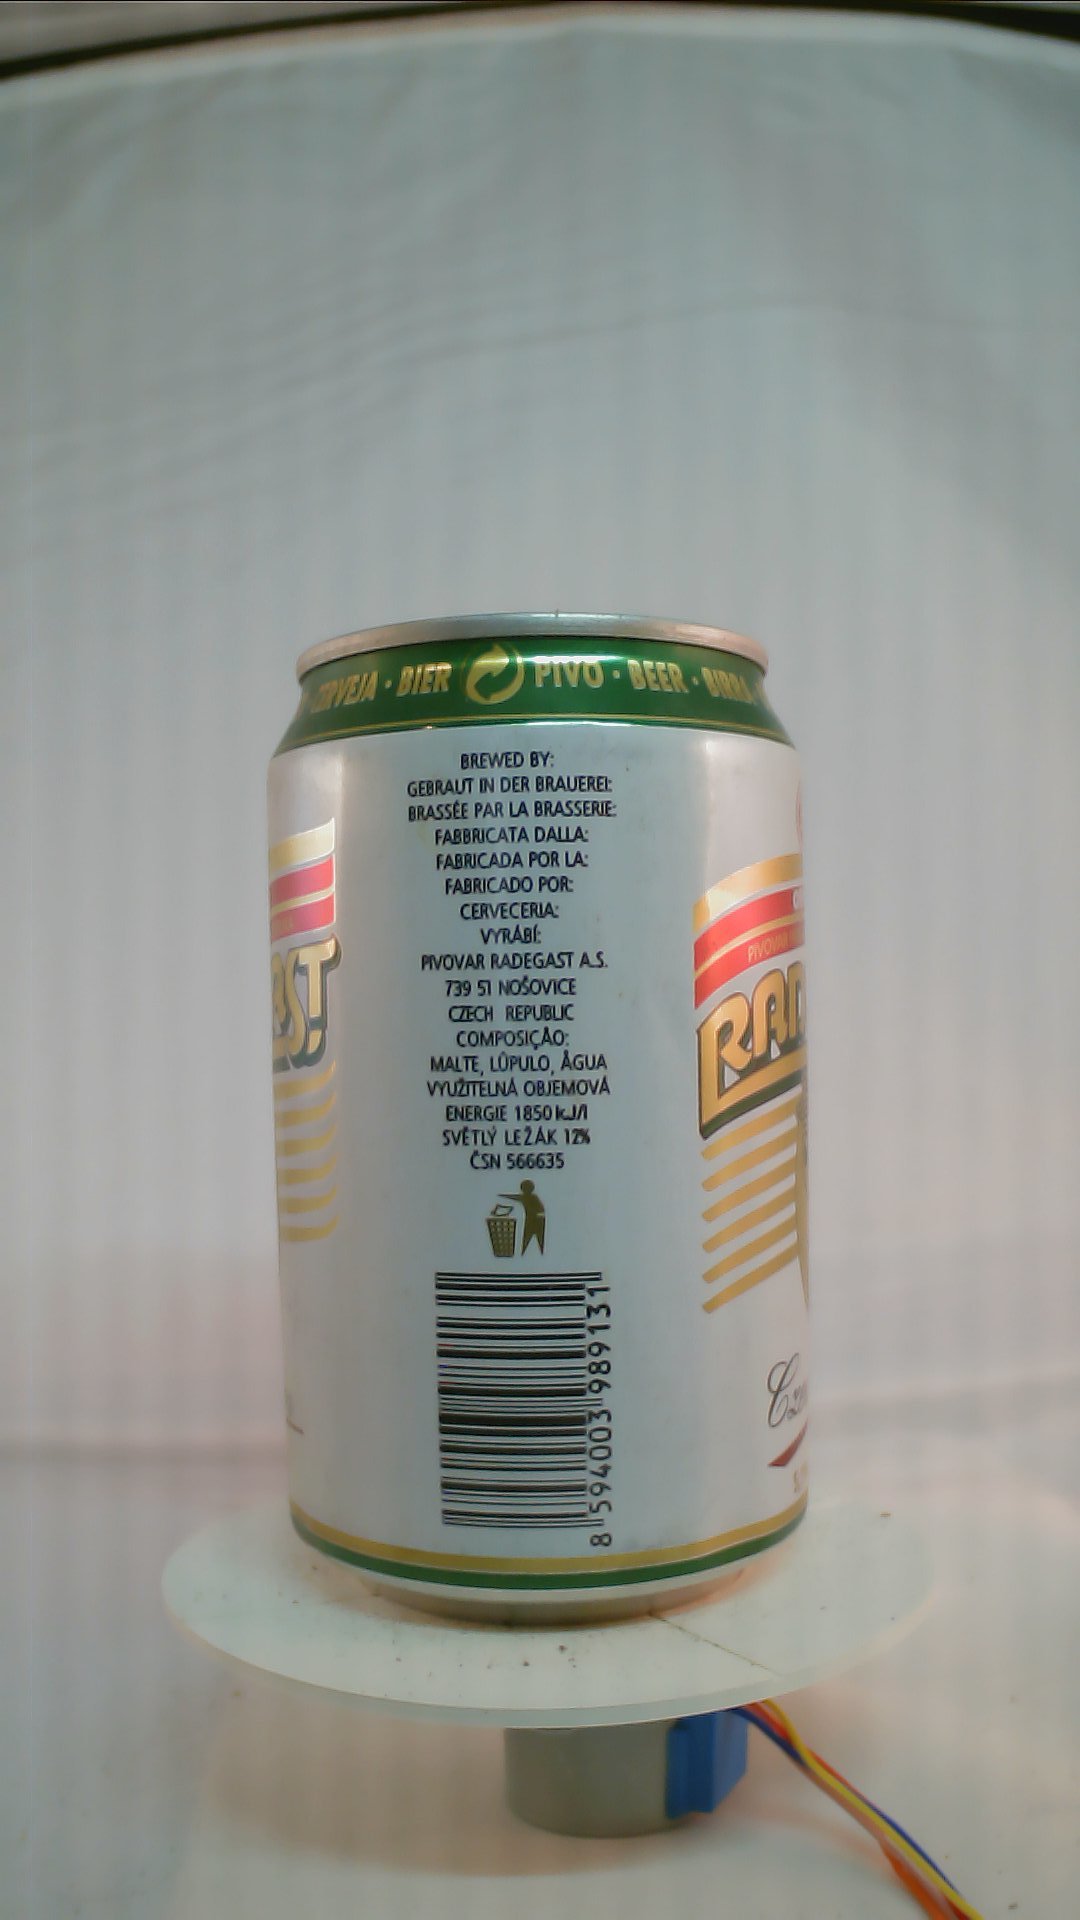 BIER PIVO · BEER ·
BREWED BY:
GEBRAUT IN DER BRAUEREI:
BRASSÉE PAR LA BRASSERIE:
FABBRICATA DALLA:
FABRICADA POR LA:
FABRICADO POR:
CERVECERIA:
VYRÁBÍ:
PIVOVAR RADEGAST A.S.
739 51 NOŠOVICE
CZECH REPUBLIC
COMPOSIÇÃO:
MALTE, LÚPULO, ÁGUA
VYUŽITELNÁ OBJEMOVÁ
ENERGIE 1850 kJ/l
SVĚTLÝ LEŽÁK 12%
ČSN 566635
8 594003 989131